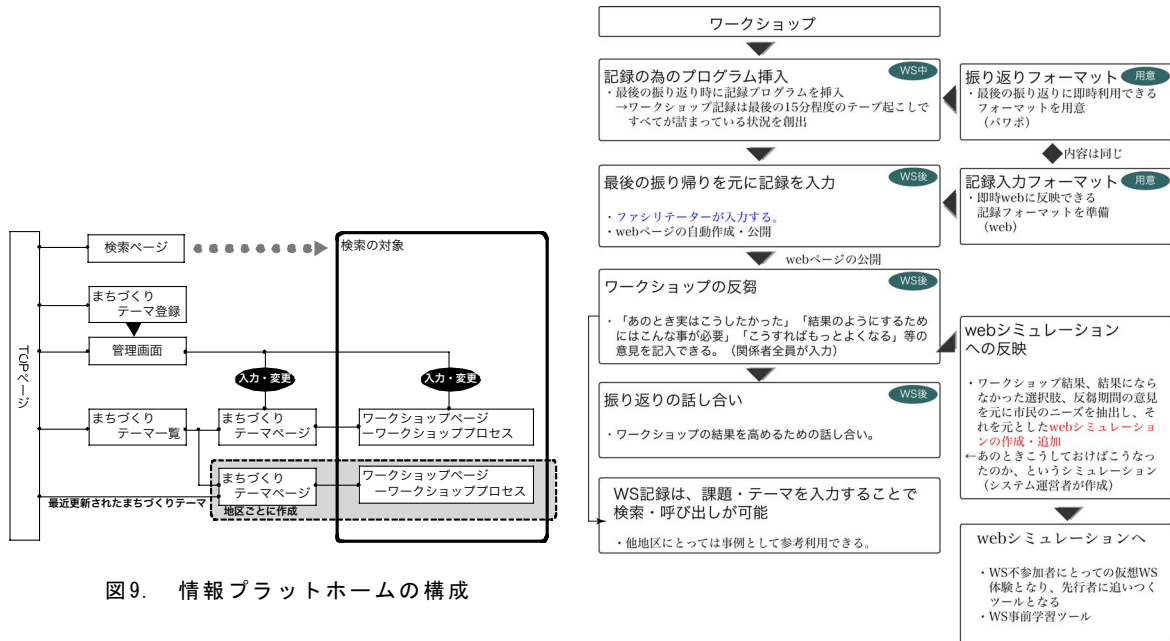 TOPページ
検索ページ
検索の対象
まちづくり
テーマ登録
管理画面
入力・変更
入力・変更
まちづくり
テーマ一覧
まちづくり
テーマページ
ワークショップページ
ーワークショッププロセス
まちづくり
テーマページ
ワークショップページ
ーワークショッププロセス
最近更新されたまちづくりテーマ
地区ごとに作成
図9. 情報プラットホームの構成
ワークショップ
記録の為のプログラム挿入
WS中
・最後の振り返り時に記録プログラムを挿入
→ワークショップ記録は最後の15分程度のテープ起こしで
すべてが詰まっている状況を創出
振り返りフォーマット
用意
・最後の振り返りに即時利用できる
フォーマットを用意
(パワポ)
内容は同じ
最後の振り帰りを元に記録を入力
WS後
・ファシリテーターが入力する。
・webページの自動作成・公開
記録入力フォーマット
用意
・即時webに反映できる
記録フォーマットを準備
(web)
webページの公開
ワークショップの反芻
WS後
・「あのとき実はこうしたかった」「結果のようにするため
にはこんな事が必要」「こうすればもっとよくなる」等の
意見を記入できる。(関係者全員が入力)
webシミュレーション
への反映
・ワークショップ結果、結果になら
なかった選択肢、反芻期間の意見
を元に市民のニーズを抽出し、そ
れを元としたwebシミュレーショ
ンの作成・追加
←あのときこうしておけばこうなっ
たのか、というシミュレーション
(システム運営者が作成)
振り返りの話し合い
WS後
・ワークショップの結果を高めるための話し合い。
WS記録は、課題・テーマを入力することで
検索・呼び出しが可能
・他地区にとっては事例として参考利用できる。
webシミュレーションへ
・WS不参加者にとっての仮想WS
体験となり、先行者に追いつく
ツールとなる
・WS事前学習ツール